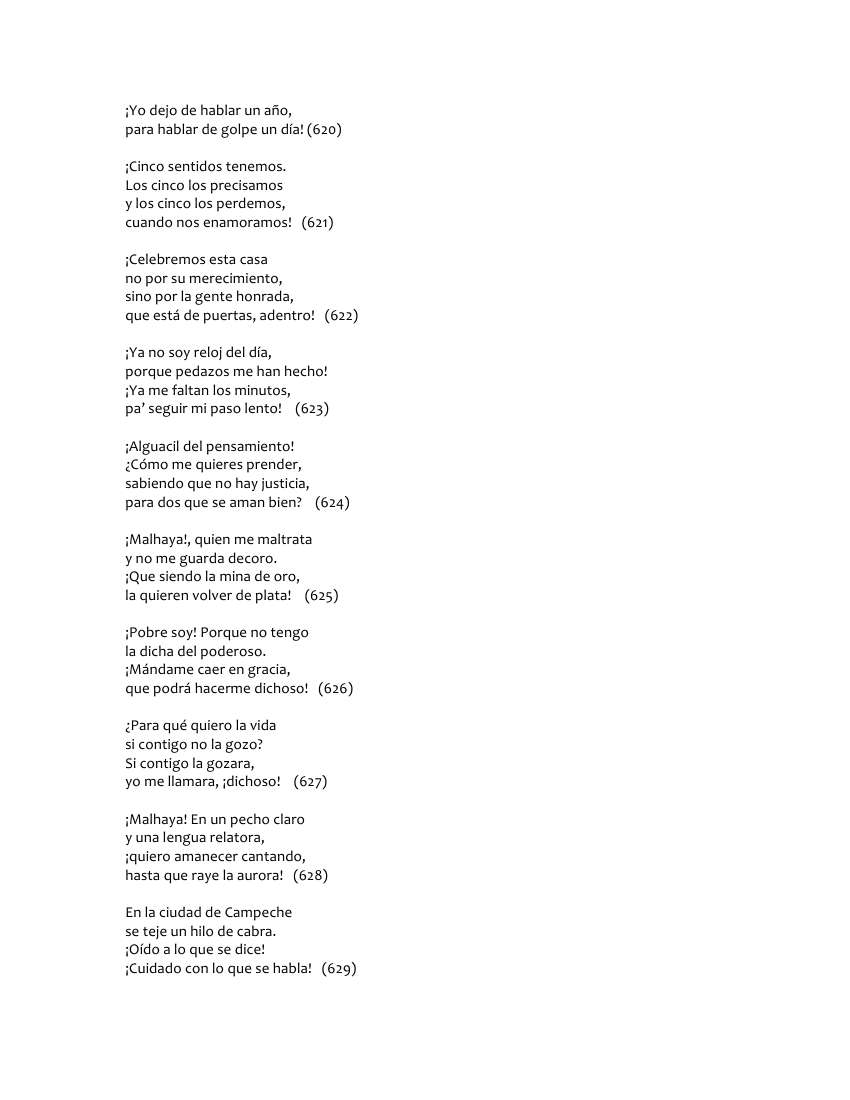 ¡Yo dejo de hablar un año,
para hablar de golpe un día! (620)
¡Cinco sentidos tenemos.
Los cinco los precisamos
y los cinco los perdemos,
cuando nos enamoramos! (621)
¡Celebremos esta casa
no por su merecimiento,
sino por la gente honrada,
que está de puertas, adentro! (622)
¡Ya no soy reloj del día,
porque pedazos me han hecho!
¡Ya me faltan los minutos,
pa’ seguir mi paso lento! (623)
¡Alguacil del pensamiento!
¿Cómo me quieres prender,
sabiendo que no hay justicia,
para dos que se aman bien? (624)
¡Malhaya!, quien me maltrata
y no me guarda decoro.
¡Que siendo la mina de oro,
la quieren volver de plata! (625)
¡Pobre soy! Porque no tengo
la dicha del poderoso.
¡Mándame caer en gracia,
que podrá hacerme dichoso! (626)
¿Para qué quiero la vida
si contigo no la gozo?
Si contigo la gozara,
yo me llamara, ¡dichoso! (627)
¡Malhaya! En un pecho claro
y una lengua relatora,
¡quiero amanecer cantando,
hasta que raye la aurora! (628)
En la ciudad de Campeche
se teje un hilo de cabra.
¡Oído a lo que se dice!
¡Cuidado con lo que se habla! (629)